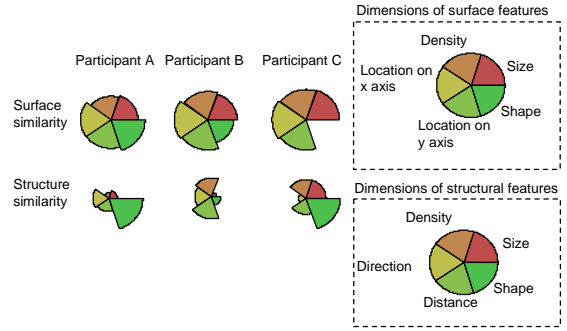 Participant A
Participant B
Participant C
Surface
similarity
Structure
similarity
Dimensions of surface features
Density
Size
Location on
x axis
Shape
Location on
y axis
Dimensions of structural features
Density
Size
Direction
Shape
Distance